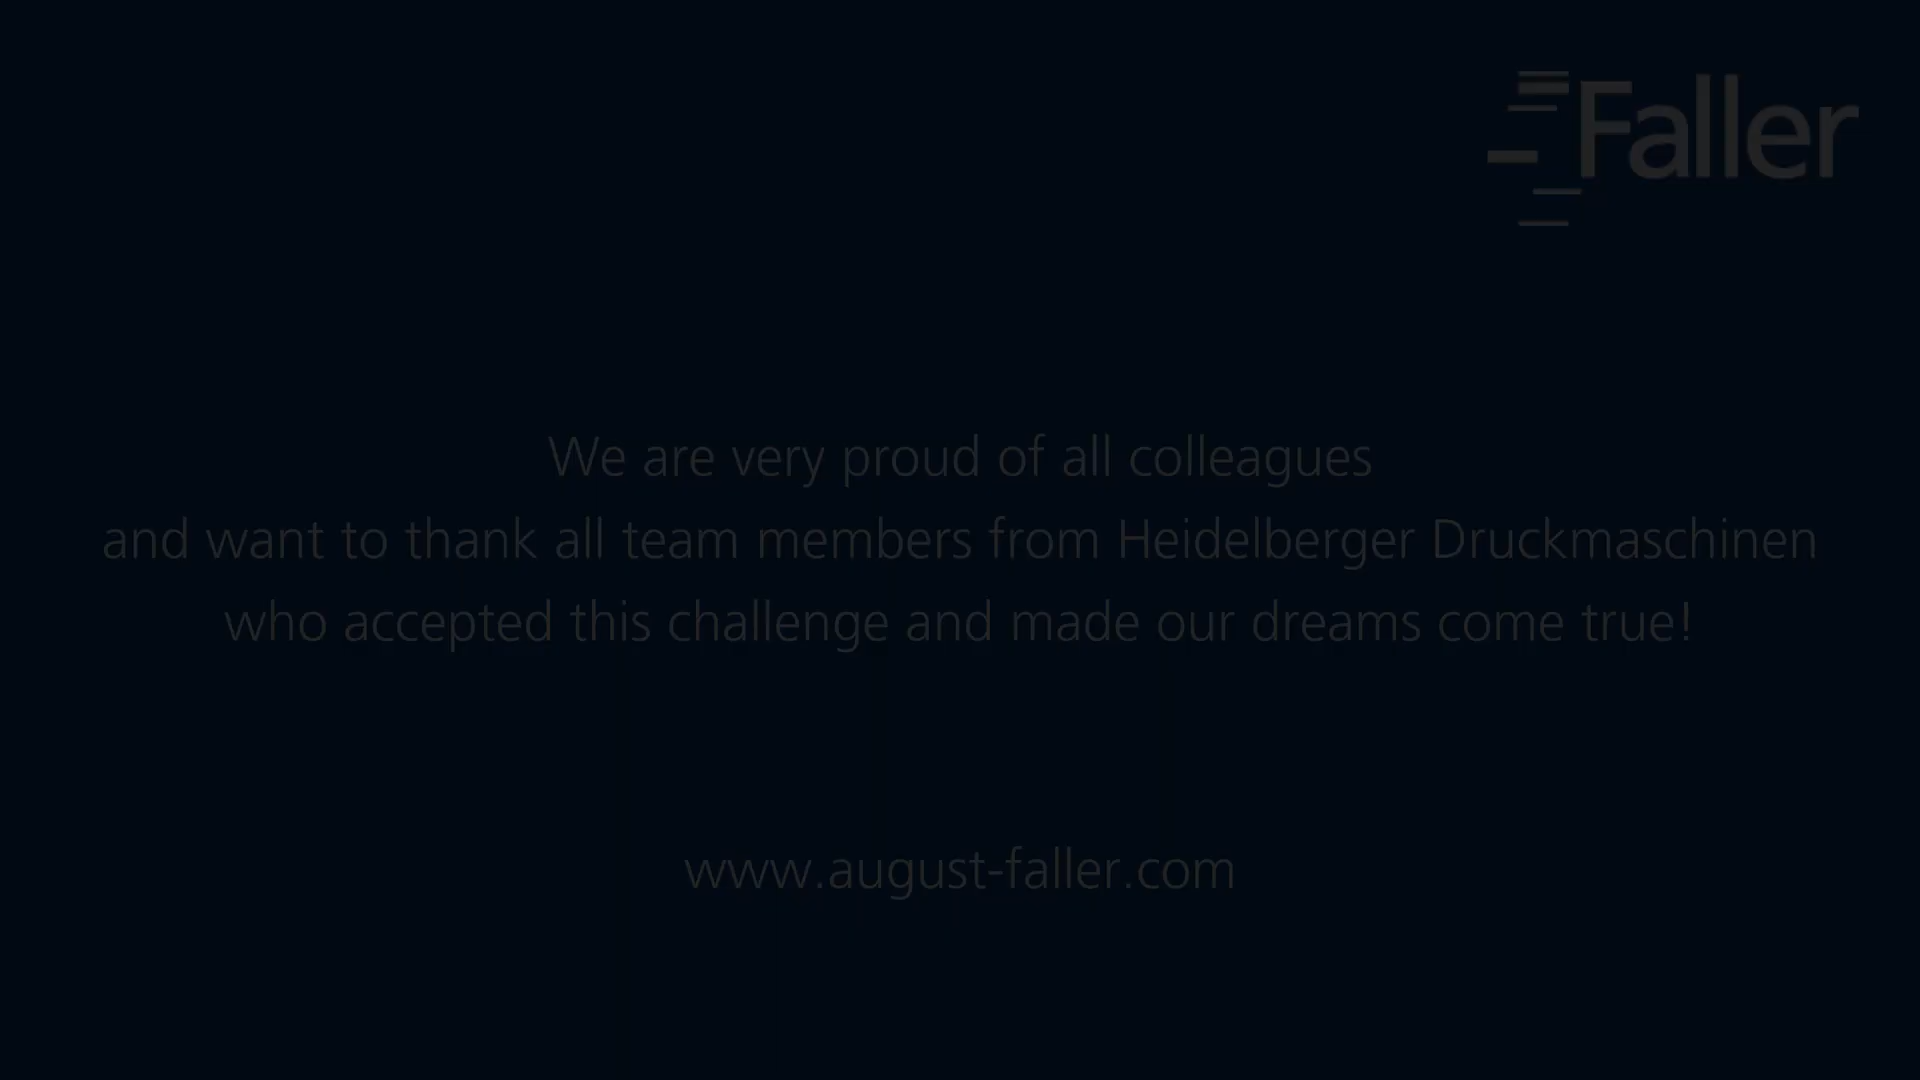 Faller
We are very proud of all colleagues
and want to thank all team members from Heidelberger Druckmaschinen
who accepted this challenge and made our dreams come true!
www.august-faller.com